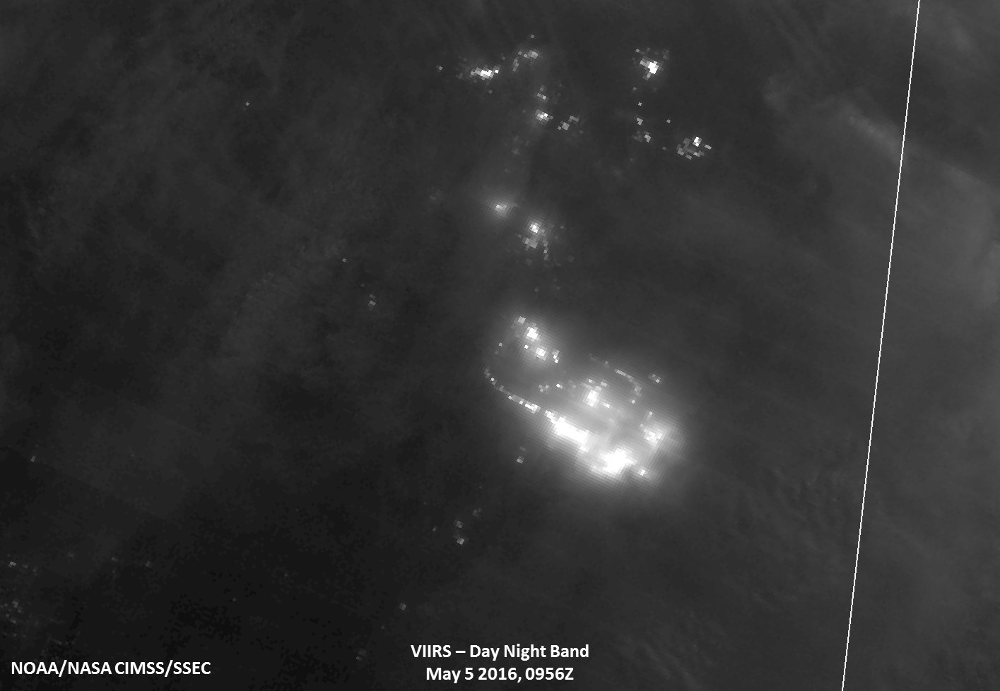 VIIRS – Day Night Band
NOAA/NASA CIMSS/SSEC
May 5 2016, 0956Z